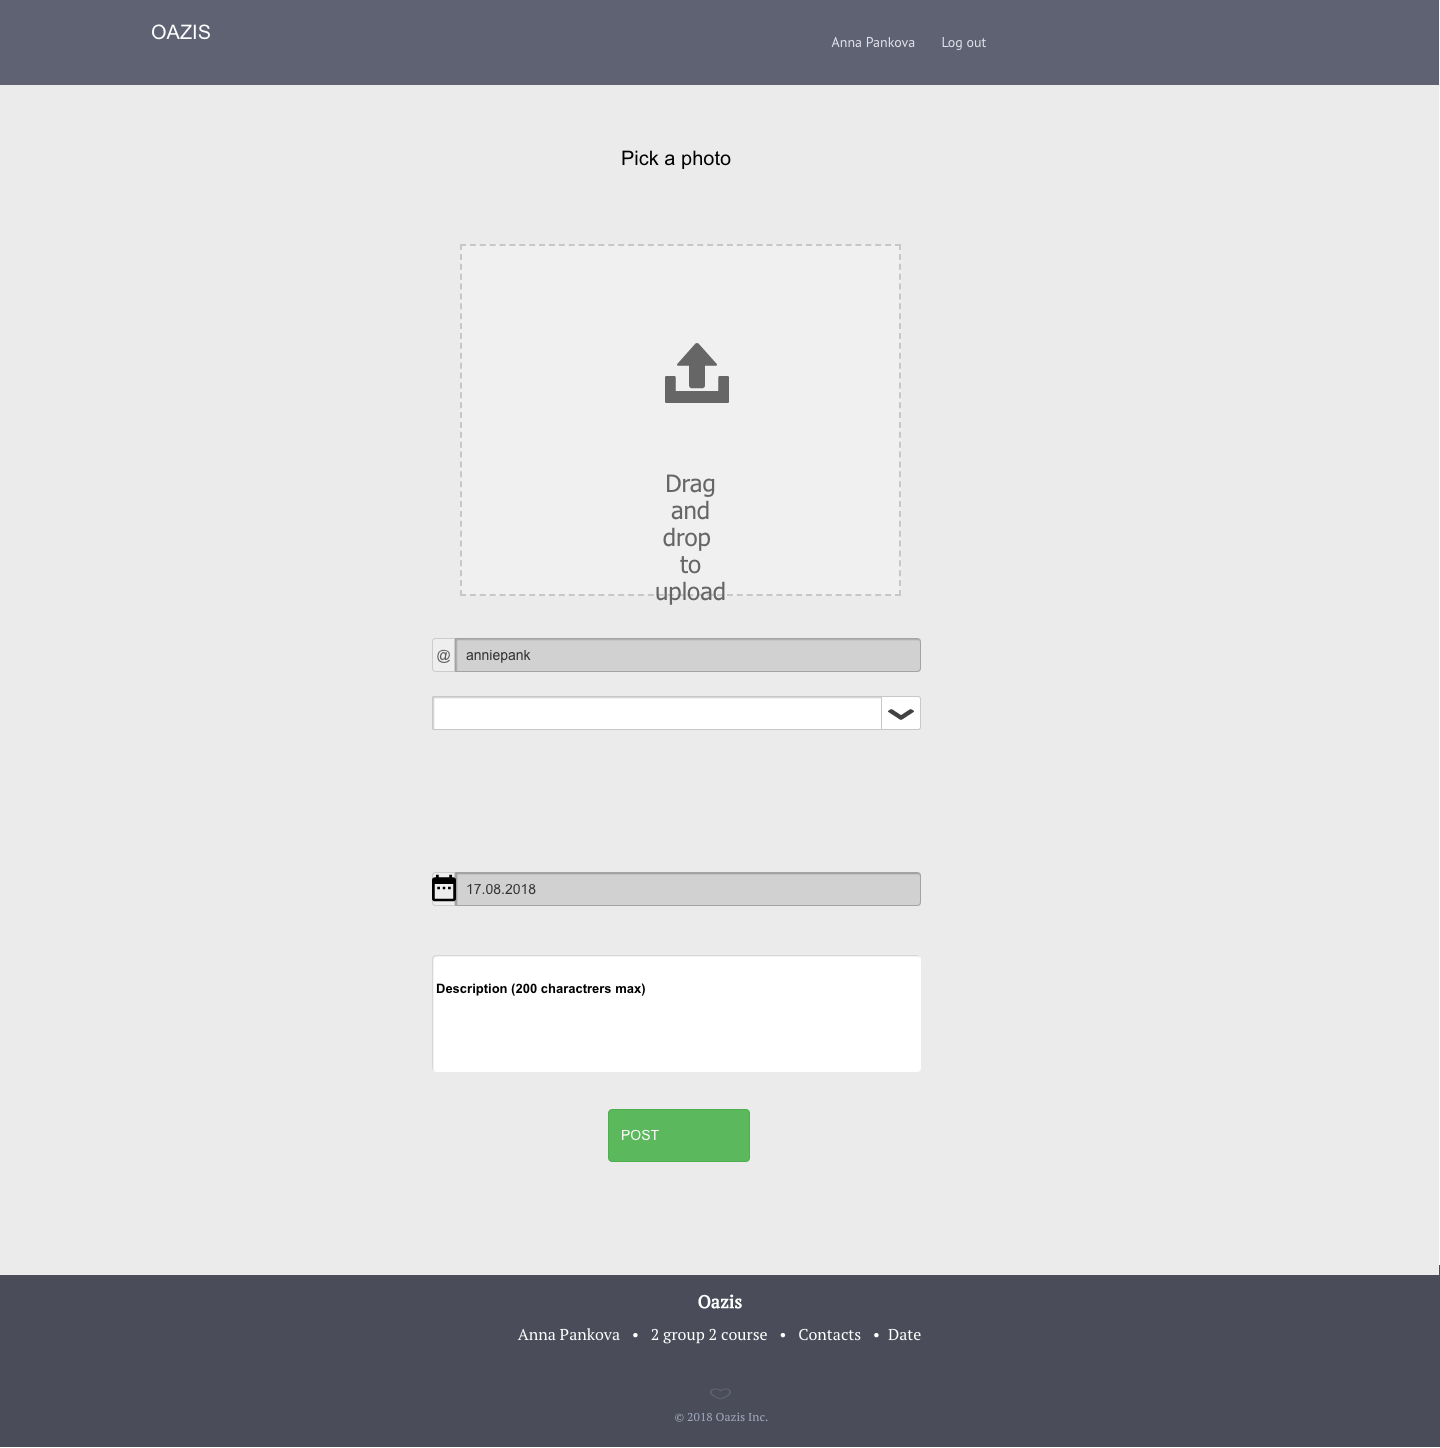 OAZIS
Anna Pankova Log out
Pick a photo
Drag
and
drop
to
upload
@ anniepank
17.08.2018
Description (200 charactrers max)
POST
Oazis
Anna Pankova • 2 group 2 course • Contacts • Date
© 2018 Oazis Inc.